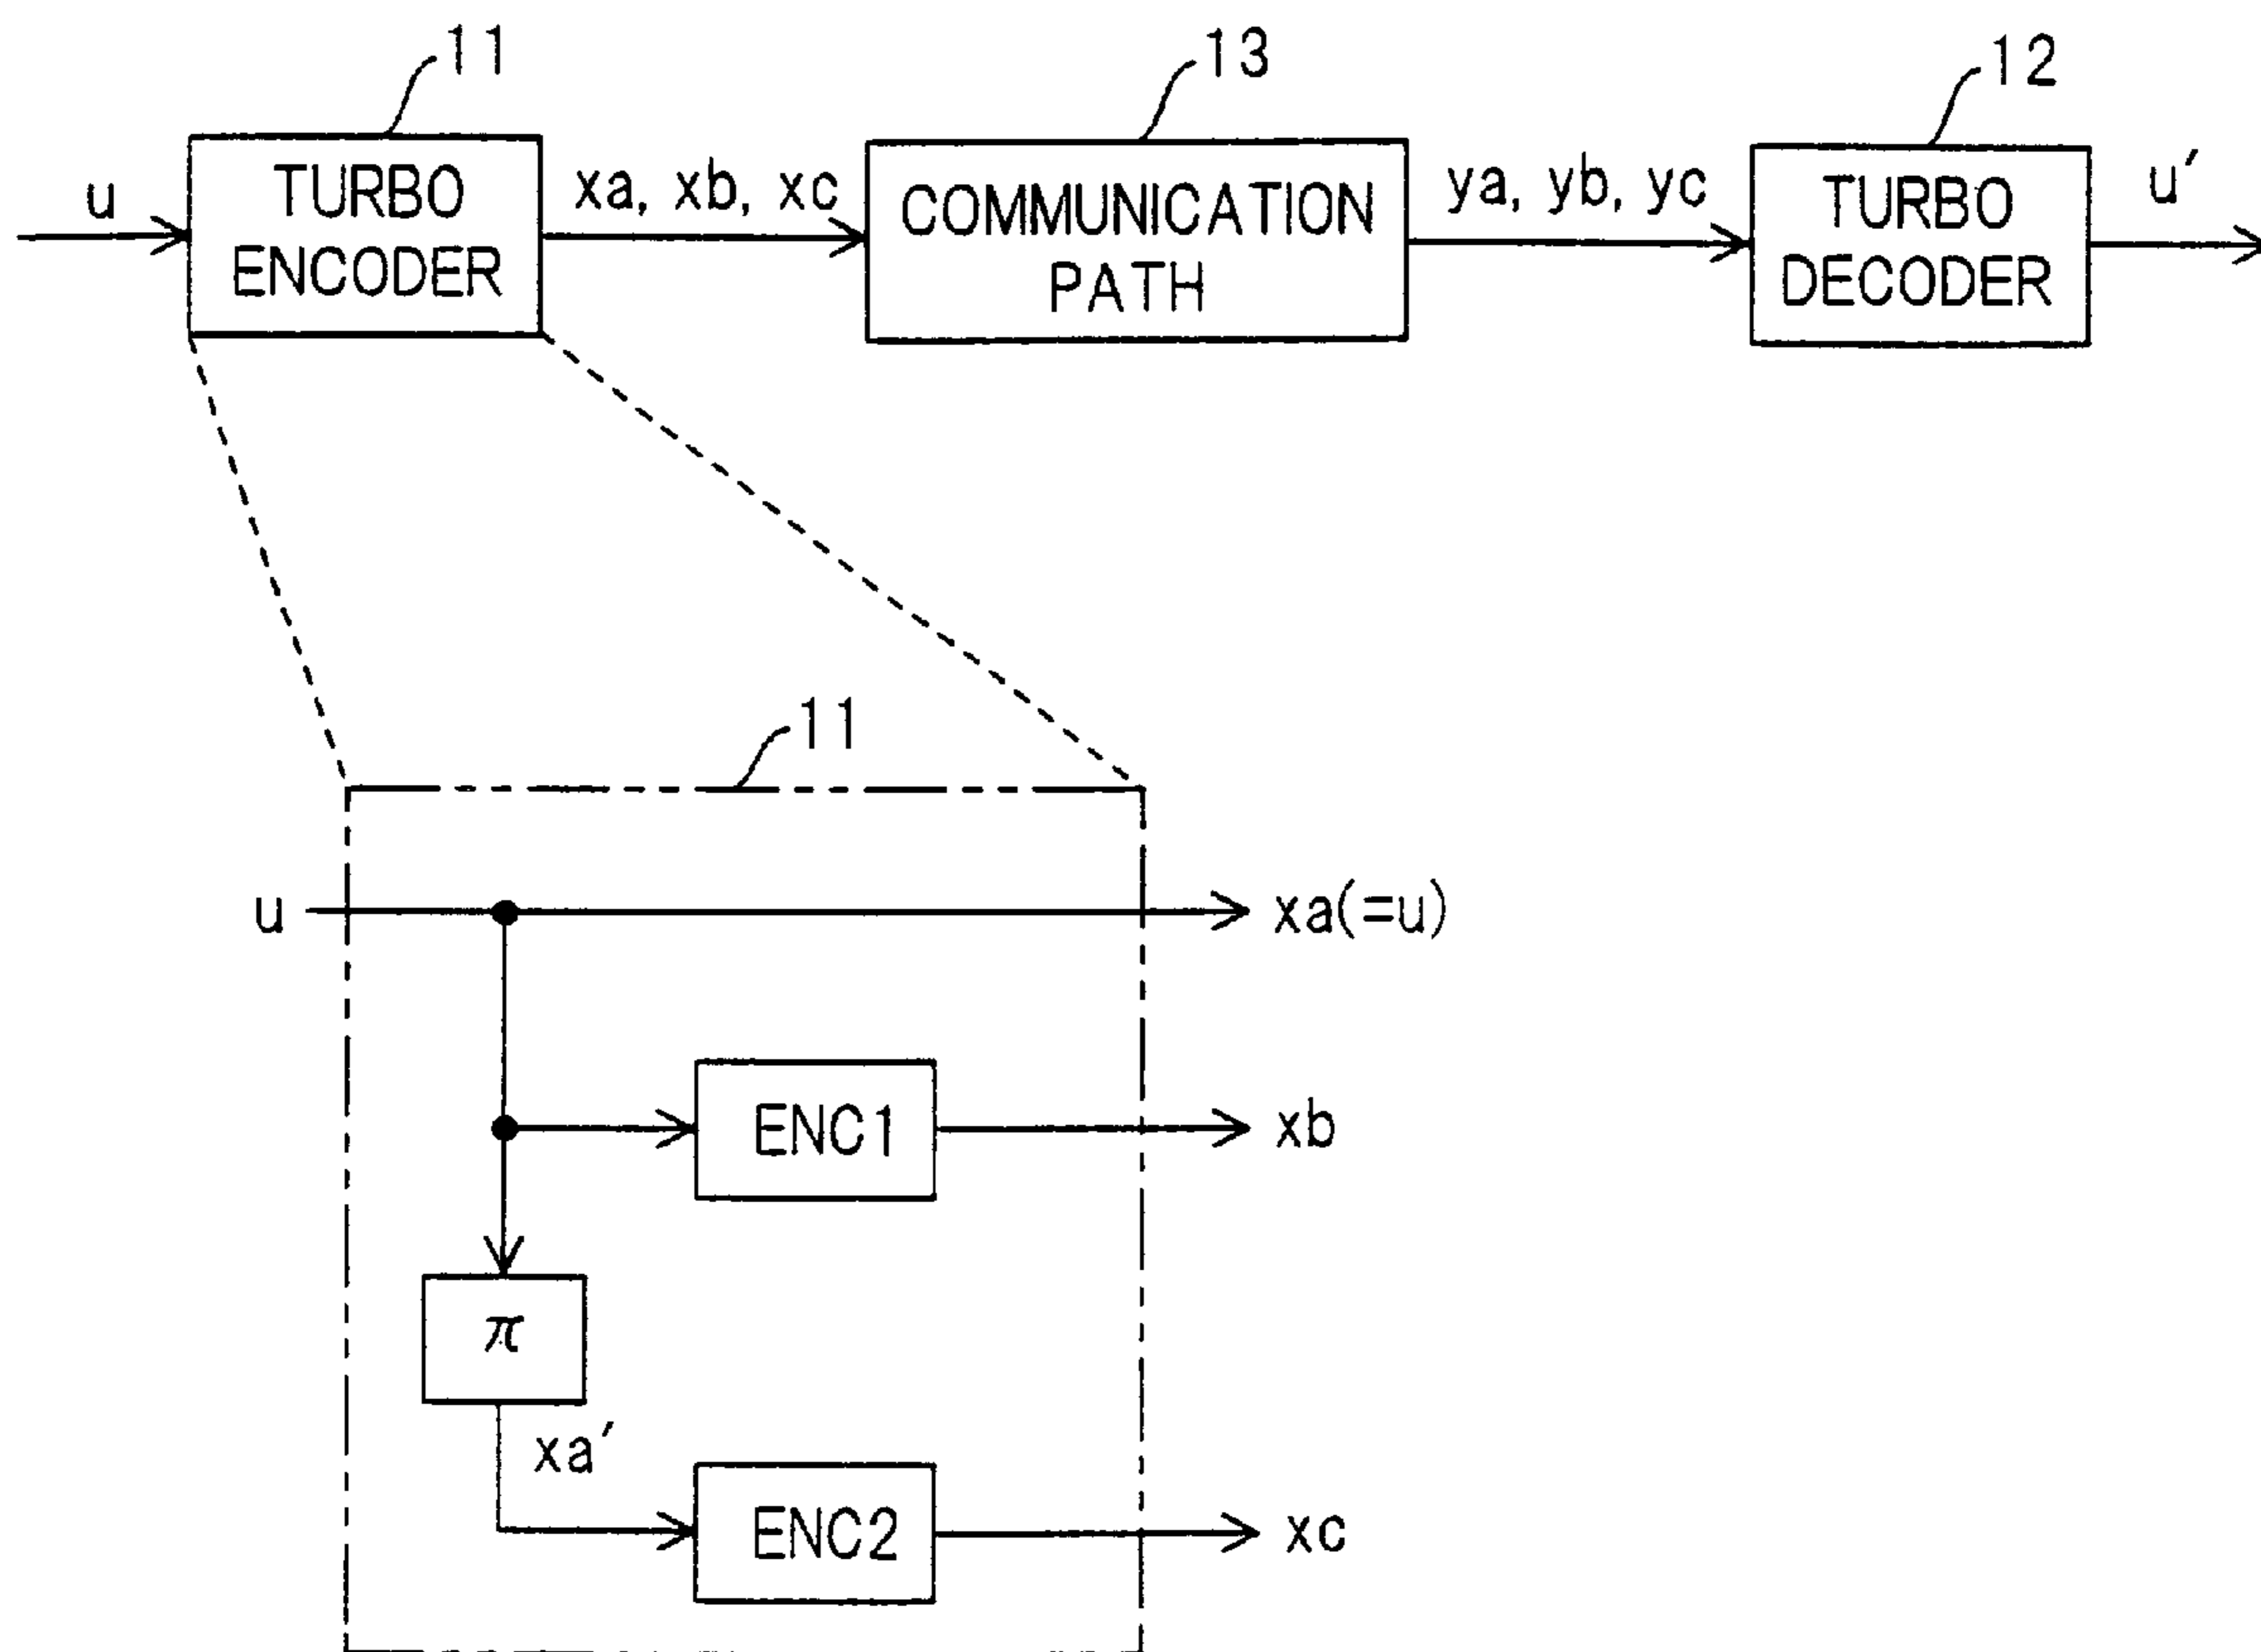 11
13
12
u
TURBO
ENCODER
xa, xb, xc
COMMUNICATION
PATH
ya, yb, yc
TURBO
DECODER
u′
11
u
xa(=u)
ENC1
xb
π
xa′
ENC2
xc